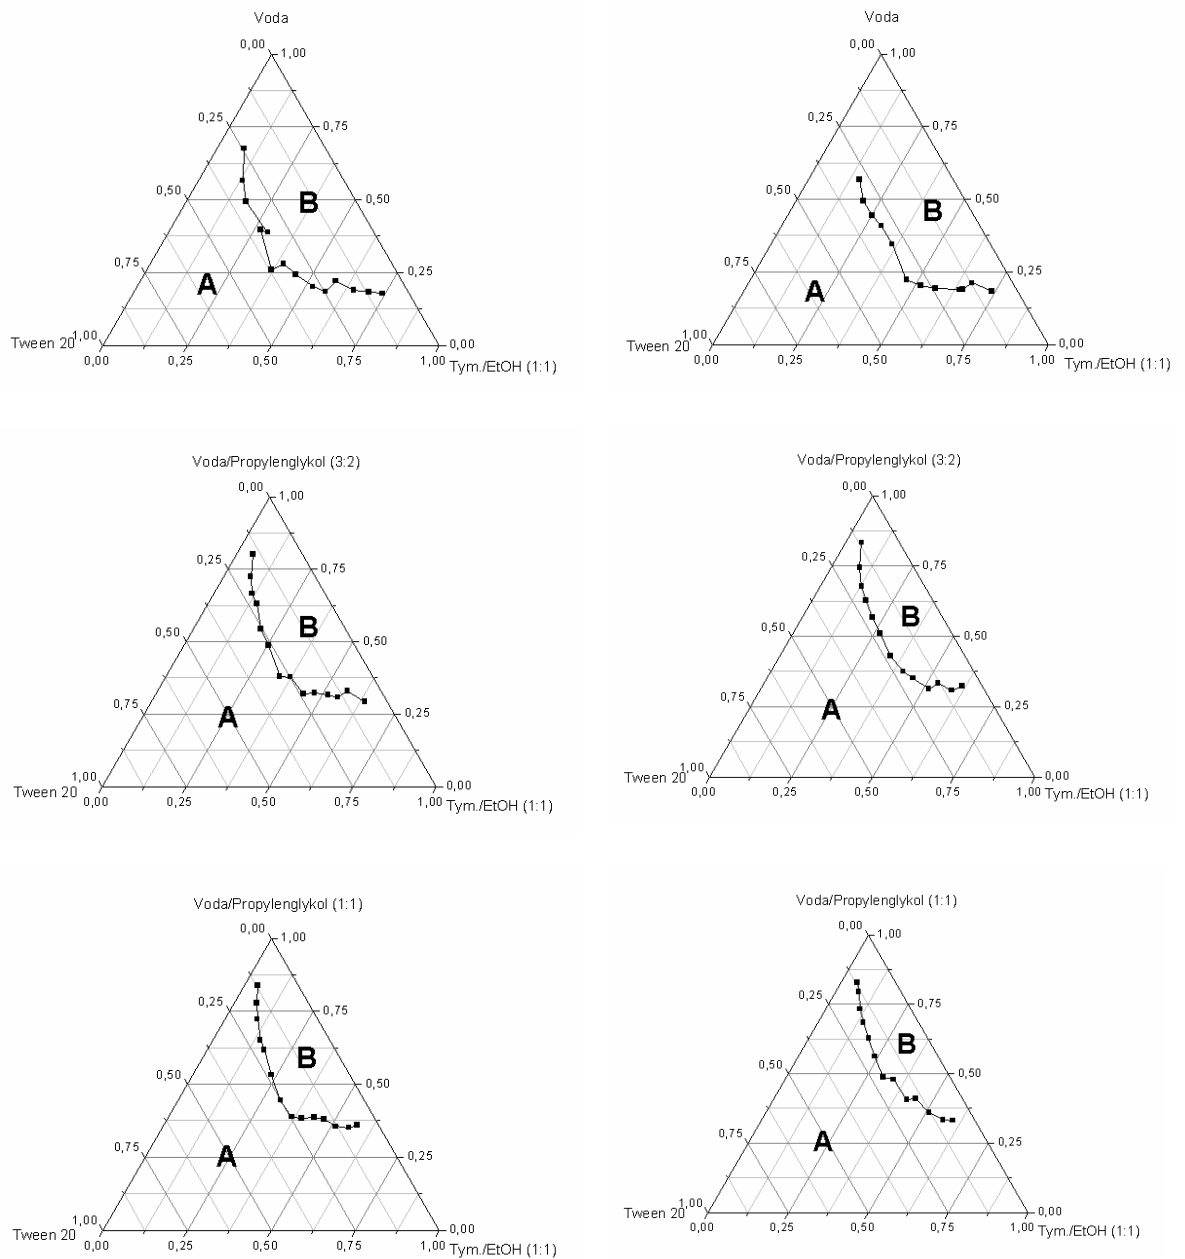 Voda
0,00 1,00
0,25 0,75
B
0,50 0,50
0,75 A 0,25
Tween 20 1,00 0,00
0,00 0,25 0,50 0,75 1,00 Tym./EtOH (1:1)
Voda
0,00 1,00
0,25 0,75
0,50 B 0,50
0,75 A 0,25
Tween 20 1,00 0,00
0,00 0,25 0,50 0,75 1,00 Tym./EtOH (1:1)
Voda/Propylenglykol (3:2)
0,00 1,00
0,25 0,75
B
0,50 0,50
0,75 A 0,25
Tween 20 1,00 0,00
0,00 0,25 0,50 0,75 1,00 Tym./EtOH (1:1)
Voda/Propylenglykol (3:2)
0,00 1,00
0,25 0,75
B
0,50 0,50
0,75 A 0,25
Tween 20 1,00 0,00
0,00 0,25 0,50 0,75 1,00 Tym./EtOH (1:1)
Voda/Propylenglykol (1:1)
0,00 1,00
0,25 0,75
B
0,50 0,50
0,75 A 0,25
Tween 20 1,00 0,00
0,00 0,25 0,50 0,75 1,00 Tym./EtOH (1:1)
Voda/Propylenglykol (1:1)
0,00 1,00
0,25 0,75
B
0,50 0,50
0,75 A 0,25
Tween 20 1,00 0,00
0,00 0,25 0,50 0,75 1,00 Tym./EtOH (1:1)